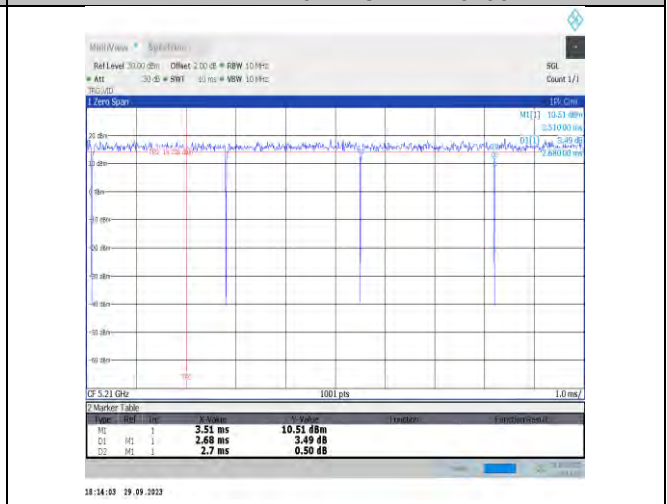 MultiView Spectrum
Ref Level 30.00 dBm Offset 2.00 dB RBW 10 MHz SGL
Att 30 dB SWT 10 ms VBW 10 MHz Count 1/1
TRG:VID
1 Zero Span 1Pk Clrw
M1[1] 10.51 dBm
3.51000 ms
D1[1] 3.49 dB
2.68000 ms
20 dBm
10 dBm
0 dBm
-10 dBm
-20 dBm
-30 dBm
-40 dBm
-50 dBm
-60 dBm
CF 5.21 GHz 1001 pts 1.0 ms/
2 Marker Table
Type Ref Trc X-Value Y-Value Function Function Result
M1 1 3.51 ms 10.51 dBm
D1 M1 1 2.68 ms 3.49 dB
D2 M1 1 2.7 ms 0.50 dB
18:14:03 29.09.2023